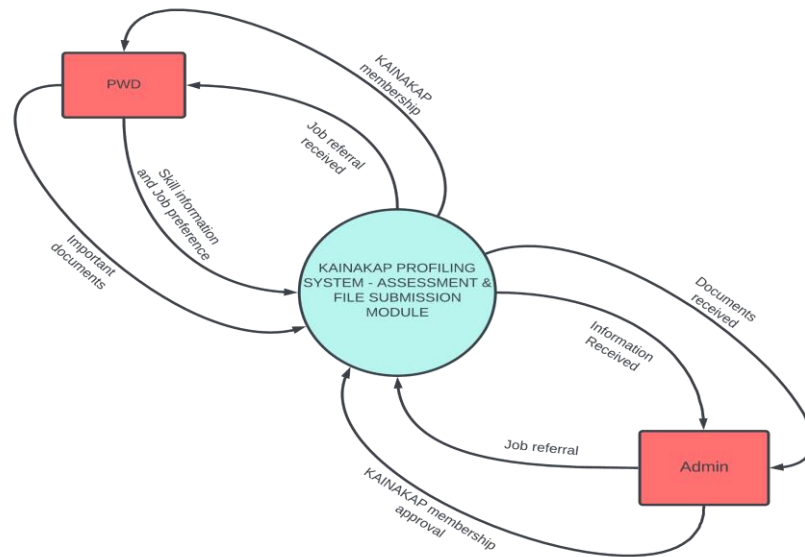 KAINAKAP
membership
PWD
Job referral
received
Skill information
and Job preference
Important
documents
KAINAKAP PROFILING
SYSTEM - ASSESSMENT &
FILE SUBMISSION
MODULE
Documents
received
Information
Received
Job referral
Admin
KAINAKAP membership
approval